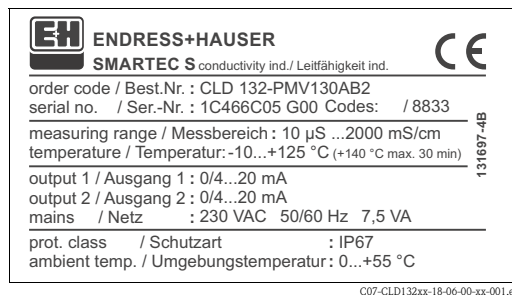 E+H
ENDRESS+HAUSER
SMARTEC S conductivity ind./ Leitfähigkeit ind.
CE
order code / Best.Nr. : CLD 132-PMV130AB2
serial no. / Ser.-Nr. : 1C466C05 G00 Codes: / 8833
measuring range / Messbereich : 10 µS ...2000 mS/cm
temperature / Temperatur: -10...+125 °C (+140 °C max. 30 min)
131697-4B
output 1 / Ausgang 1 : 0/4...20 mA
output 2 / Ausgang 2 : 0/4...20 mA
mains / Netz : 230 VAC 50/60 Hz 7,5 VA
prot. class / Schutzart : IP67
ambient temp. / Umgebungstemperatur : 0...+55 °C
C07-CLD132xx-18-06-00-xx-001.e